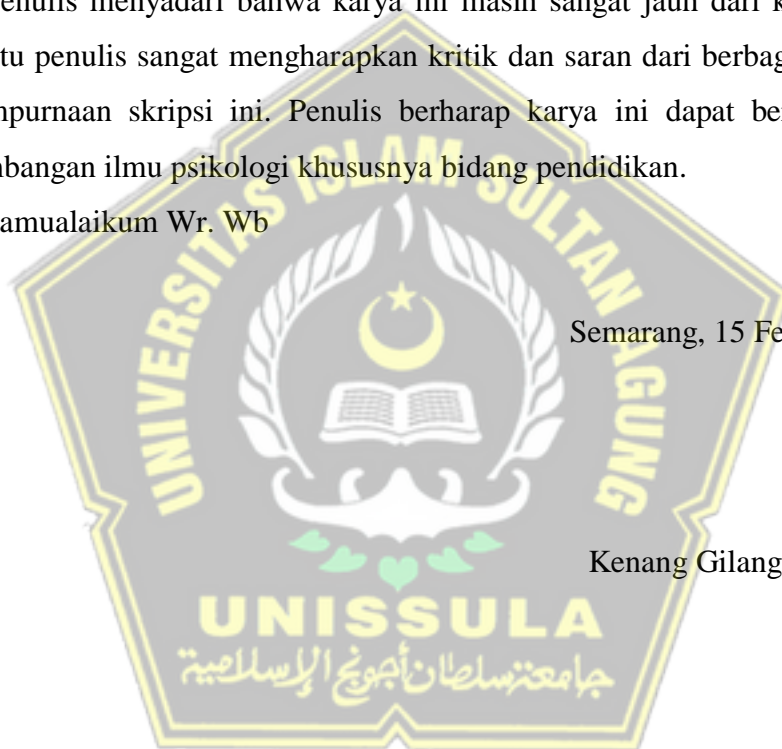 enulis menyadari bahwa karya ini masih sangat jauh dari k
tu penulis sangat mengharapkan kritik dan saran dari berbag
npurnaan skripsi ini. Penulis berharap karya ini dapat be
nbangan ilmu psikologi khususnya bidang pendidikan.
amualaikum Wr. Wb
Semarang, 15 Fe
Kenang Gilang
UNIVERSITAS ISLAM SULTAN AGUNG
UNISSULA
جامعة سلطان أجونج الإسلامية